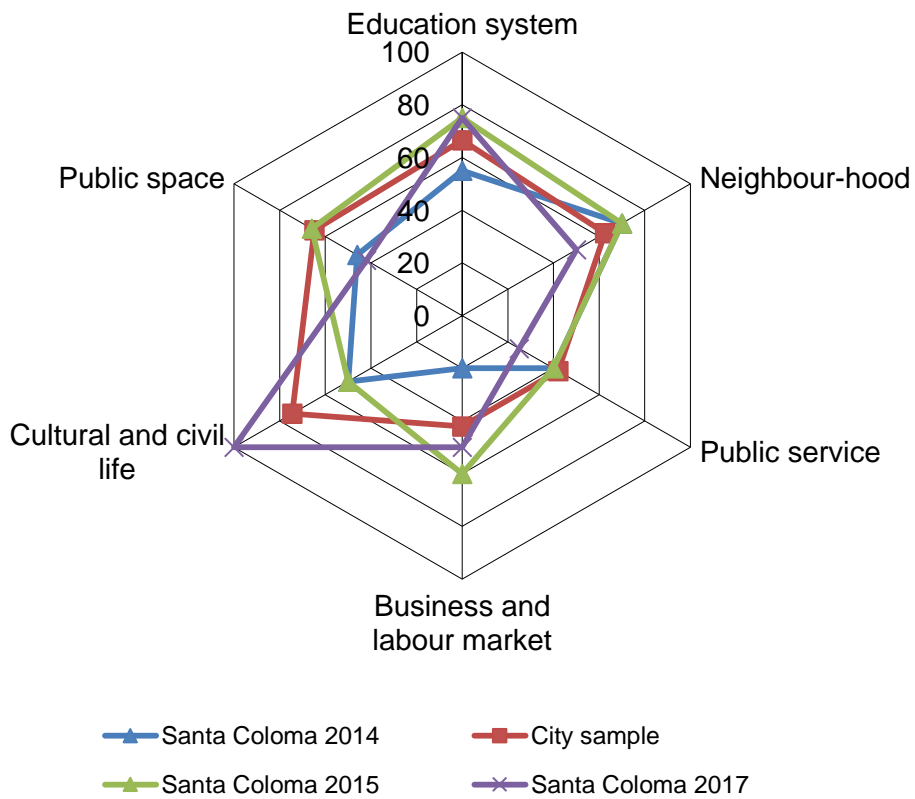 Education system
100
80
60
40
20
0
Public space
Neighbour-hood
Cultural and civil
life
Public service
Business and
labour market
Santa Coloma 2014
City sample
Santa Coloma 2015
Santa Coloma 2017